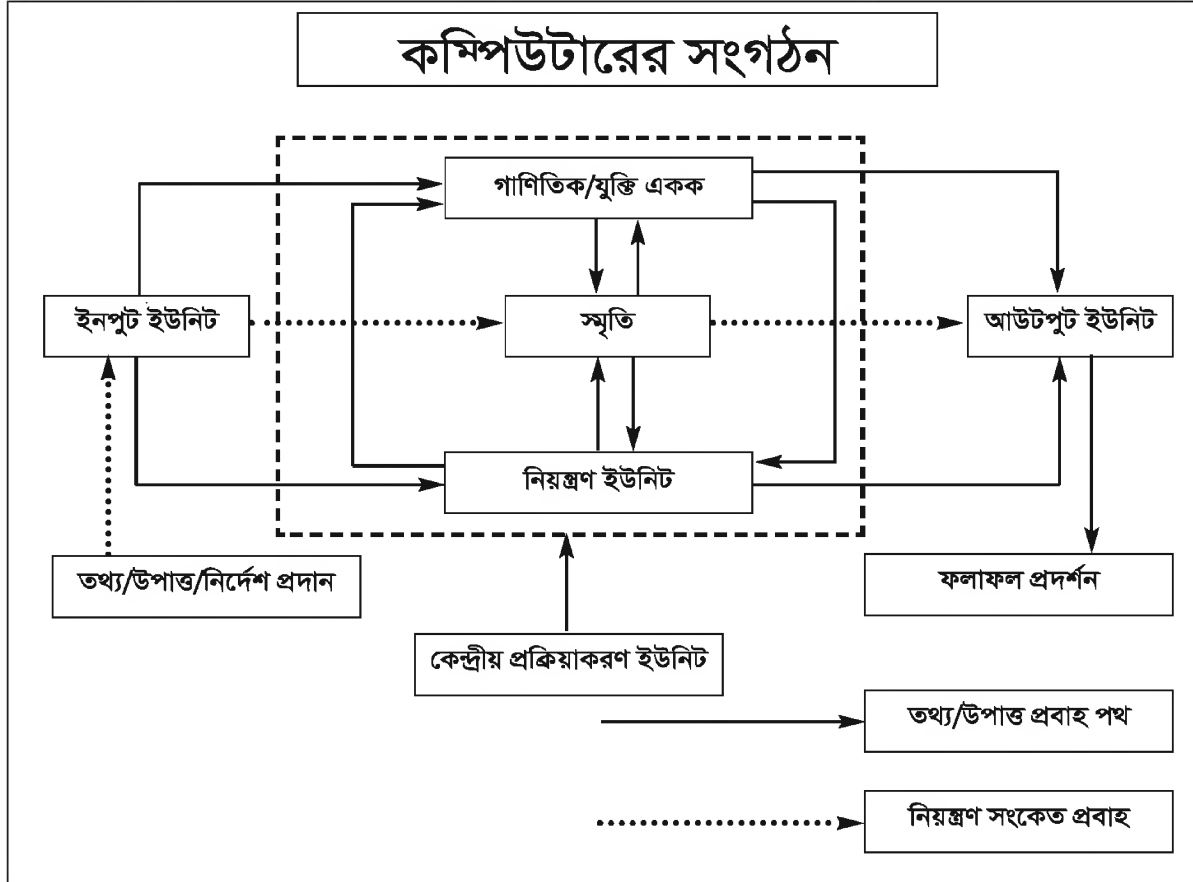 কম্পিউটারের সংগঠন
গাণিতিক/যুক্তি একক
ইনপুট ইউনিট
স্মৃতি
আউটপুট ইউনিট
নিয়ন্ত্রণ ইউনিট
তথ্য/উপাত্ত/নির্দেশ প্রদান
ফলাফল প্রদর্শন
কেন্দ্রীয় প্রক্রিয়াকরণ ইউনিট
তথ্য/উপাত্ত প্রবাহ পথ
নিয়ন্ত্রণ সংকেত প্রবাহ